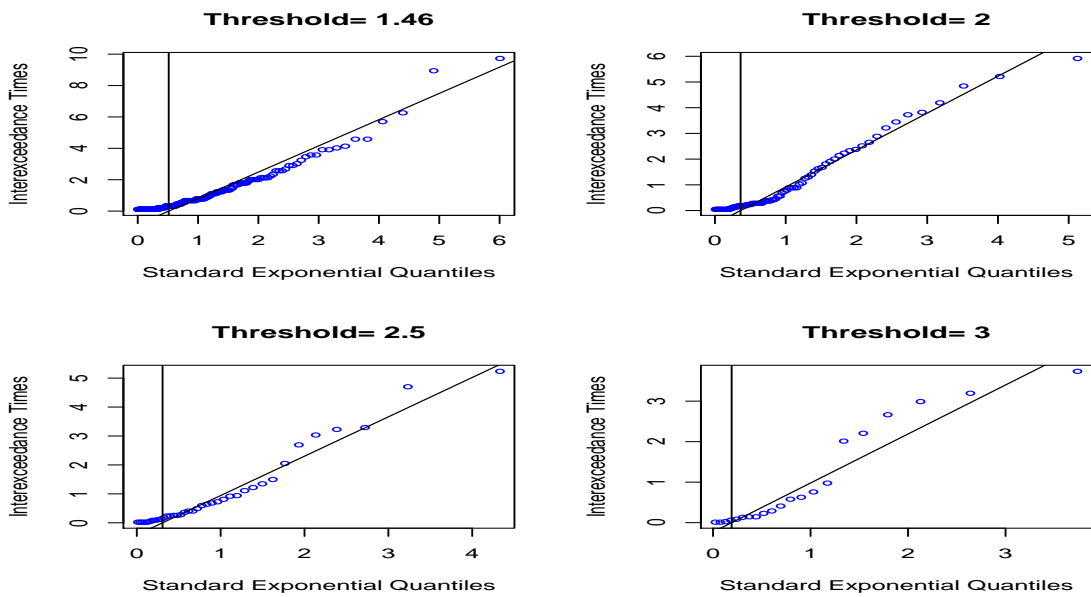 Threshold= 1.46
Interexceedance Times
0 2 4 6 8 10
0 1 2 3 4 5 6
Standard Exponential Quantiles
Threshold= 2
Interexceedance Times
0 1 2 3 4 5 6
0 1 2 3 4 5
Standard Exponential Quantiles
Threshold= 2.5
Interexceedance Times
0 1 2 3 4 5
0 1 2 3 4
Standard Exponential Quantiles
Threshold= 3
Interexceedance Times
0 1 2 3
0 1 2 3
Standard Exponential Quantiles